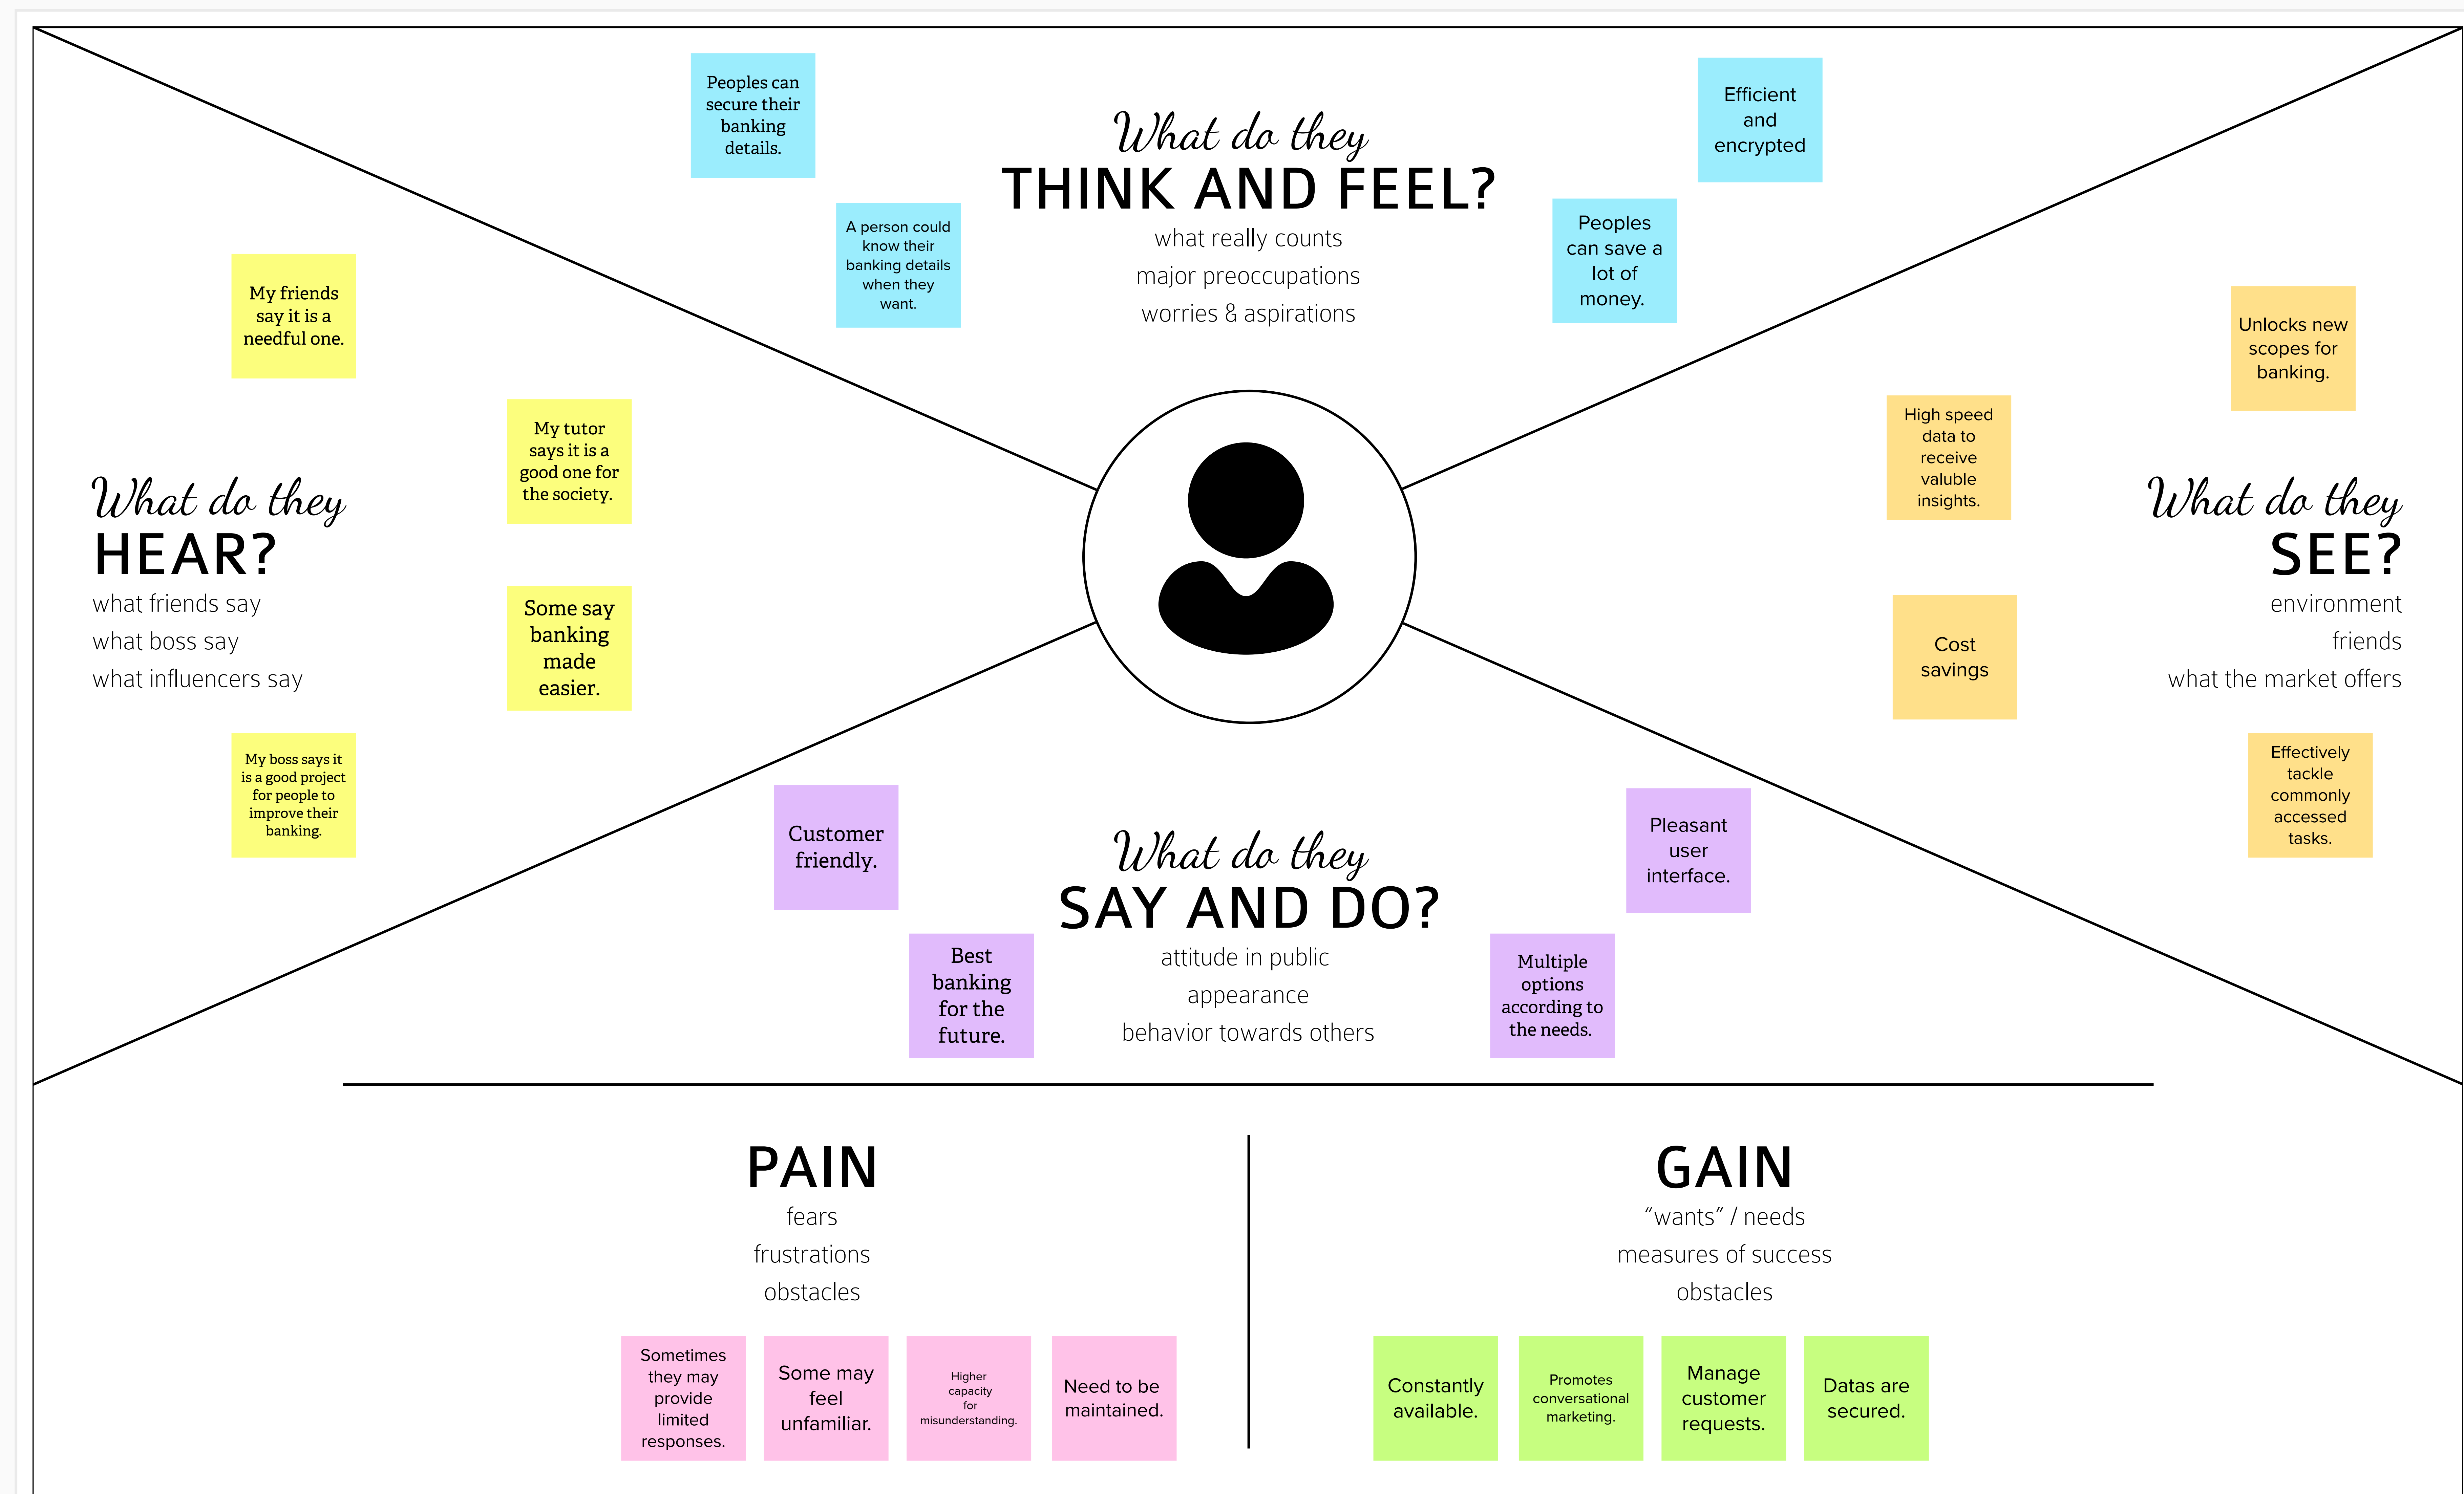 Peoples can
secure their
banking
details.
A person could
know their
banking details
when they
want.
What do they
THINK AND FEEL?
what really counts
major preoccupations
worries & aspirations
Efficient
and
encrypted
Peoples
can save a
lot of
money.
My friends
say it is a
needful one.
My tutor
says it is a
good one for
the society.
What do they
HEAR?
what friends say
what boss say
what influencers say
Some say
banking
made
easier.
My boss says it
is a good project
for people to
improve their
banking.
Unlocks new
scopes for
banking.
High speed
data to
receive
valuble
insights.
What do they
SEE?
environment
friends
what the market offers
Cost
savings
Effectively
tackle
commonly
accessed
tasks.
Customer
friendly.
Best
banking
for the
future.
What do they
SAY AND DO?
attitude in public
appearance
behavior towards others
Pleasant
user
interface.
Multiple
options
according to
the needs.
PAIN
fears
frustrations
obstacles
Sometimes
they may
provide
limited
responses.
Some may
feel
unfamiliar.
Higher
capacity
for
misunderstanding.
Need to be
maintained.
GAIN
“wants” / needs
measures of success
obstacles
Constantly
available.
Promotes
conversational
marketing.
Manage
customer
requests.
Datas are
secured.